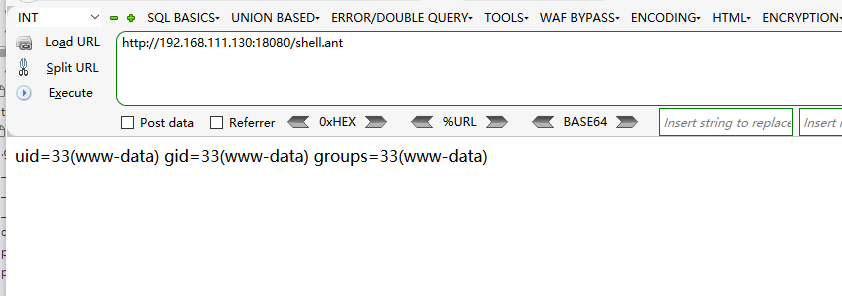 INT SQL BASICS UNION BASED ERROR/DOUBLE QUERY TOOLS WAF BYPASS ENCODING HTML ENCRYPTION
Load URL http://192.168.111.130:18080/shell.ant
Split URL
Execute
Post data Referrer 0xHEX %URL BASE64 Insert string to replace Insert
uid=33(www-data) gid=33(www-data) groups=33(www-data)